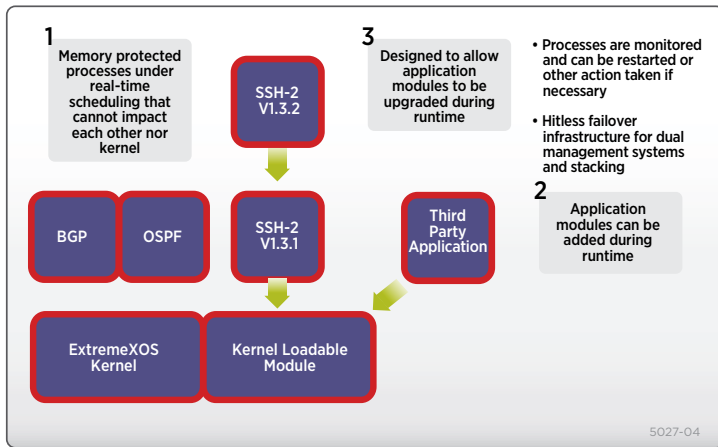 1
Memory protected
processes under
real-time
scheduling that
cannot impact
each other nor
kernel
SSH-2
V1.3.2
3
Designed to allow
application
modules to be
upgraded during
runtime
• Processes are monitored
and can be restarted or
other action taken if
necessary
• Hitless failover
infrastructure for dual
management systems
and stacking
2
Application
modules can be
added during
runtime
BGP
OSPF
SSH-2
V1.3.1
Third
Party
Application
ExtremeXOS
Kernel
Kernel Loadable
Module
5027-04